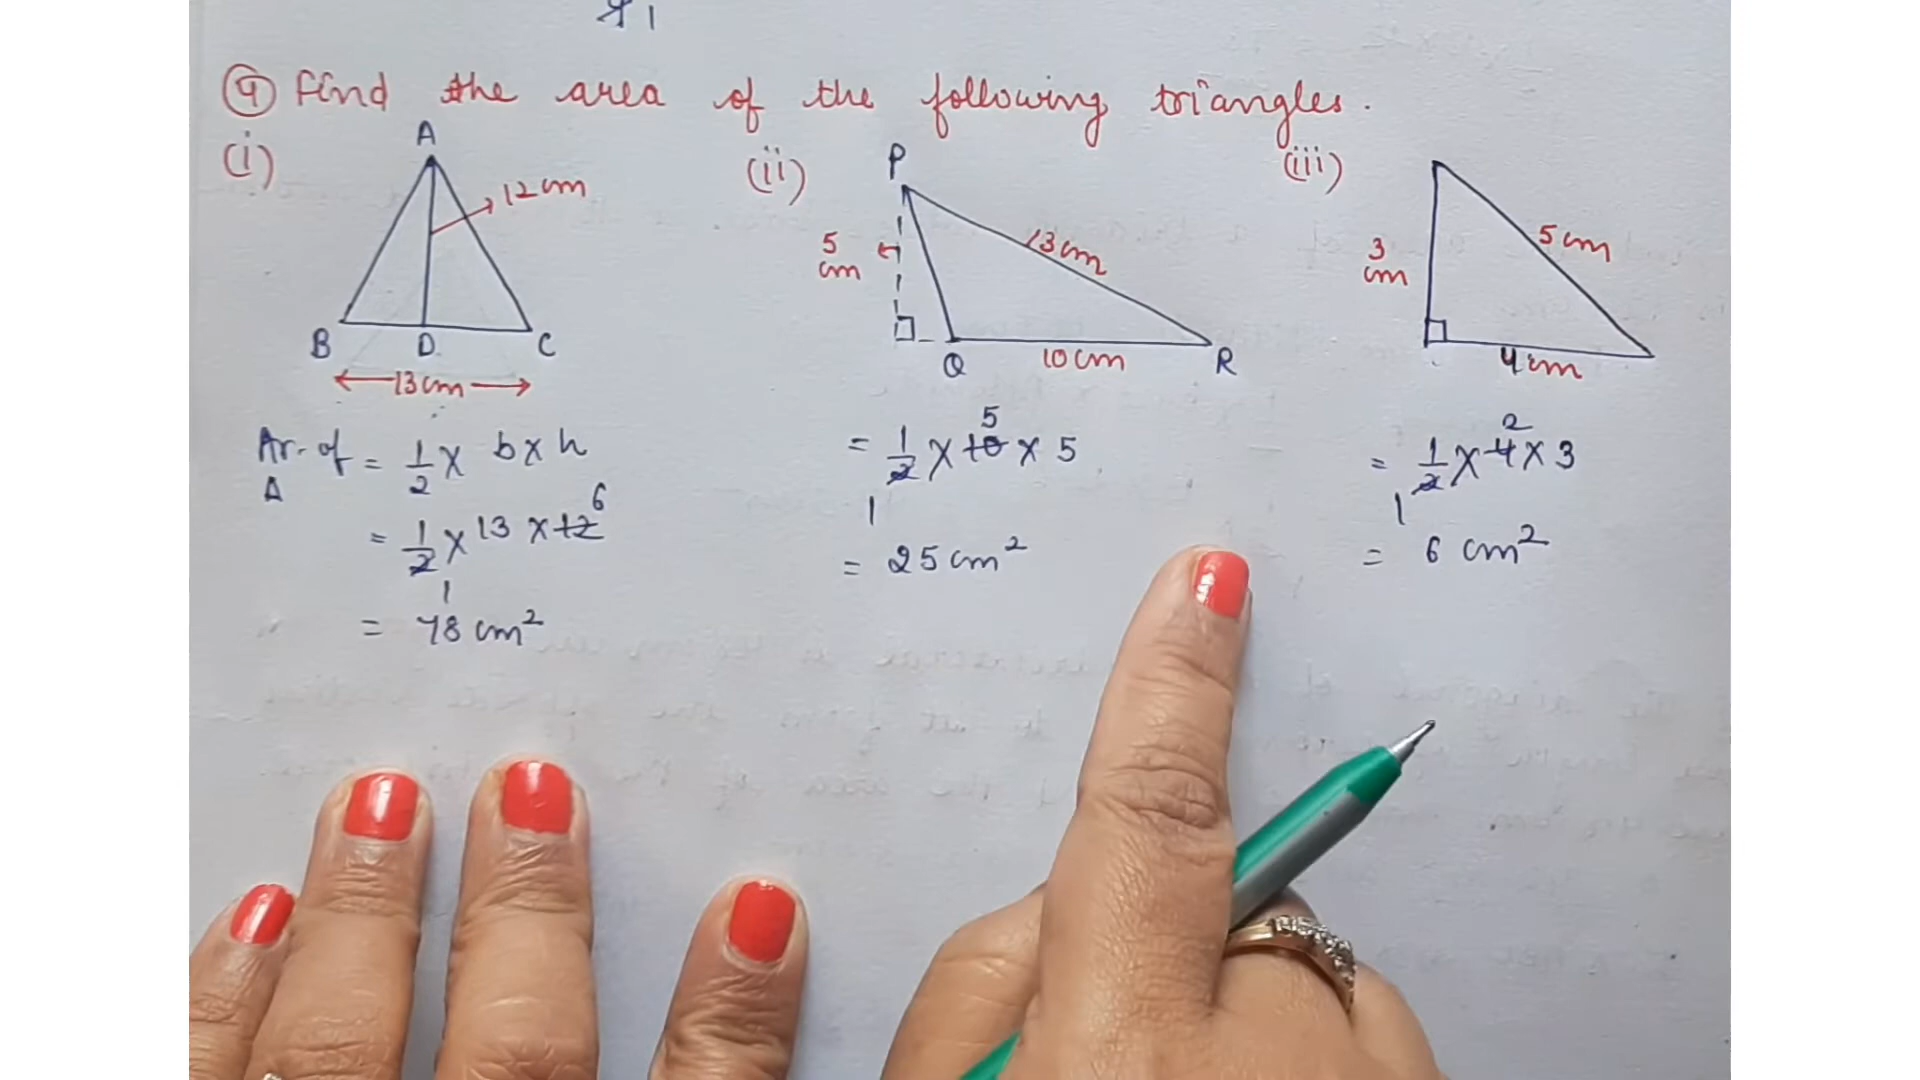 9 Find the area of the following triangles.
(i) (ii) (iii)
A
12 cm
B D C
13 cm
P
5 cm
13 cm
Q 10 cm R
3 cm
5 cm
4 cm
Ar. of Δ = 1/2 x b x h
= 1/2 x 13 x 12 6
1
= 78 cm²
5
= 1/2 x 10 x 5
1
= 25 cm²
2
= 1/2 x 4 x 3
1
= 6 cm²